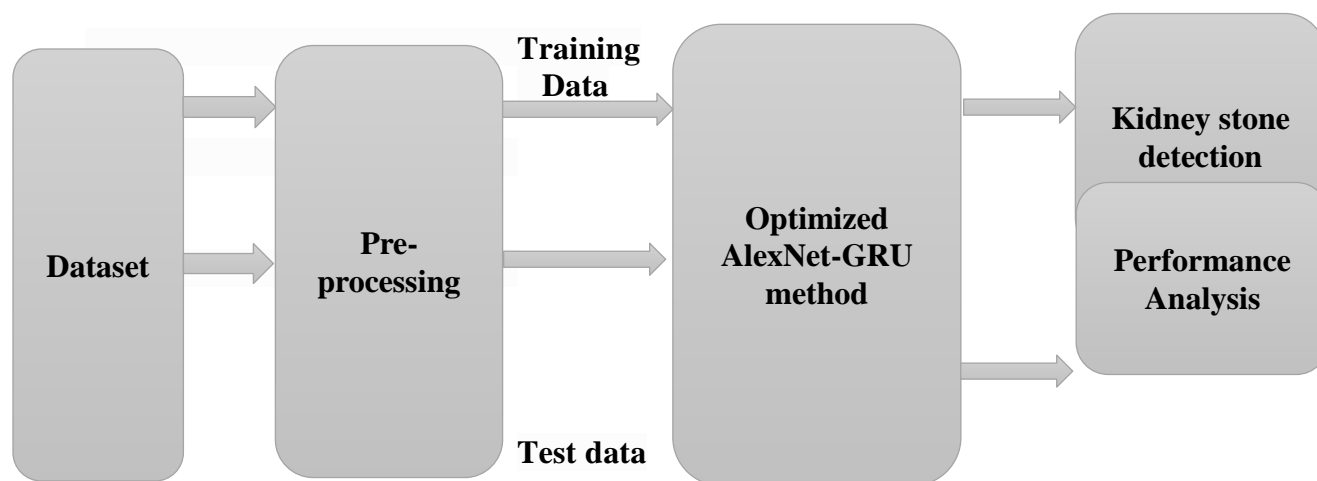 Dataset
Pre-
processing
Training
Data
Test data
Optimized
AlexNet-GRU
method
Kidney stone
detection
Performance
Analysis